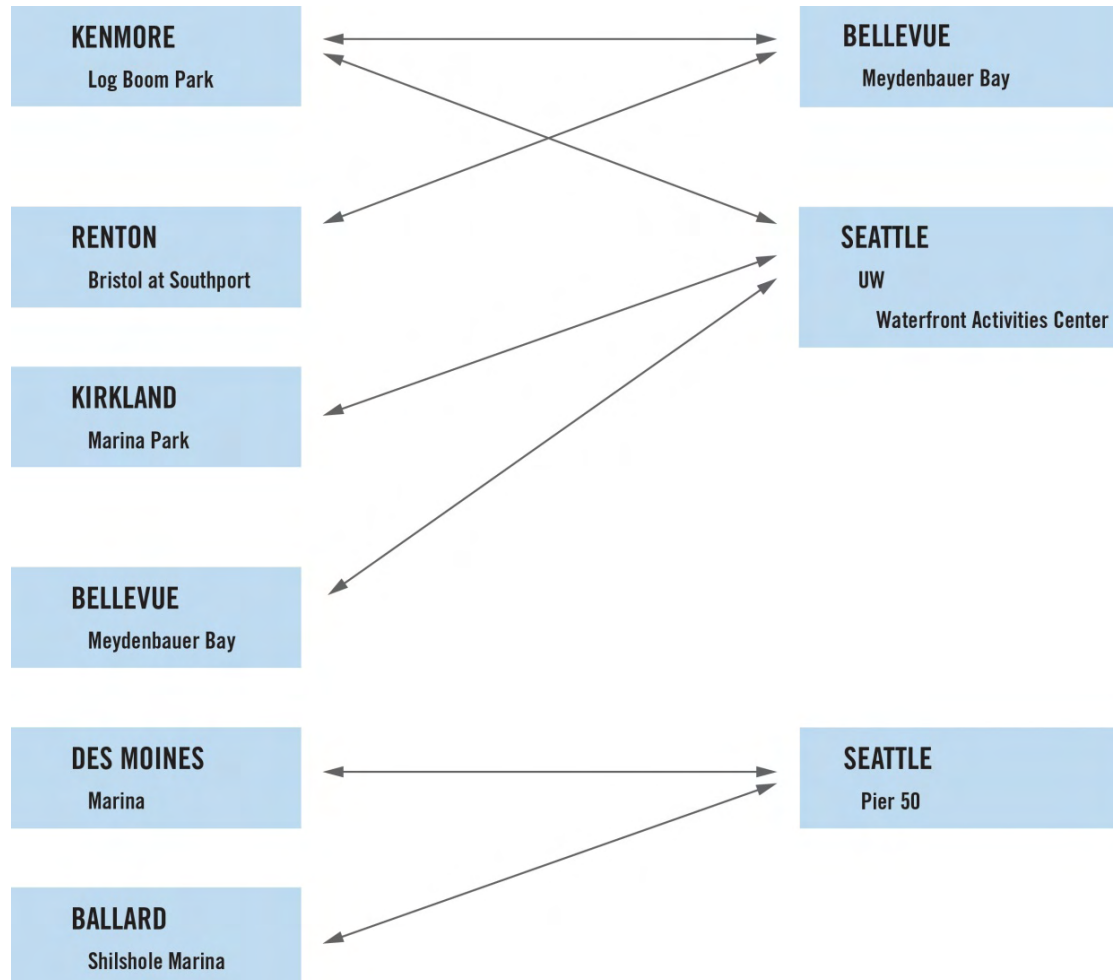 KENMORE
Log Boom Park
BELLEVUE
Meydenbauer Bay
RENTON
Bristol at Southport
SEATTLE
UW
Waterfront Activities Center
KIRKLAND
Marina Park
BELLEVUE
Meydenbauer Bay
DES MOINES
Marina
SEATTLE
Pier 50
BALLARD
Shilshole Marina